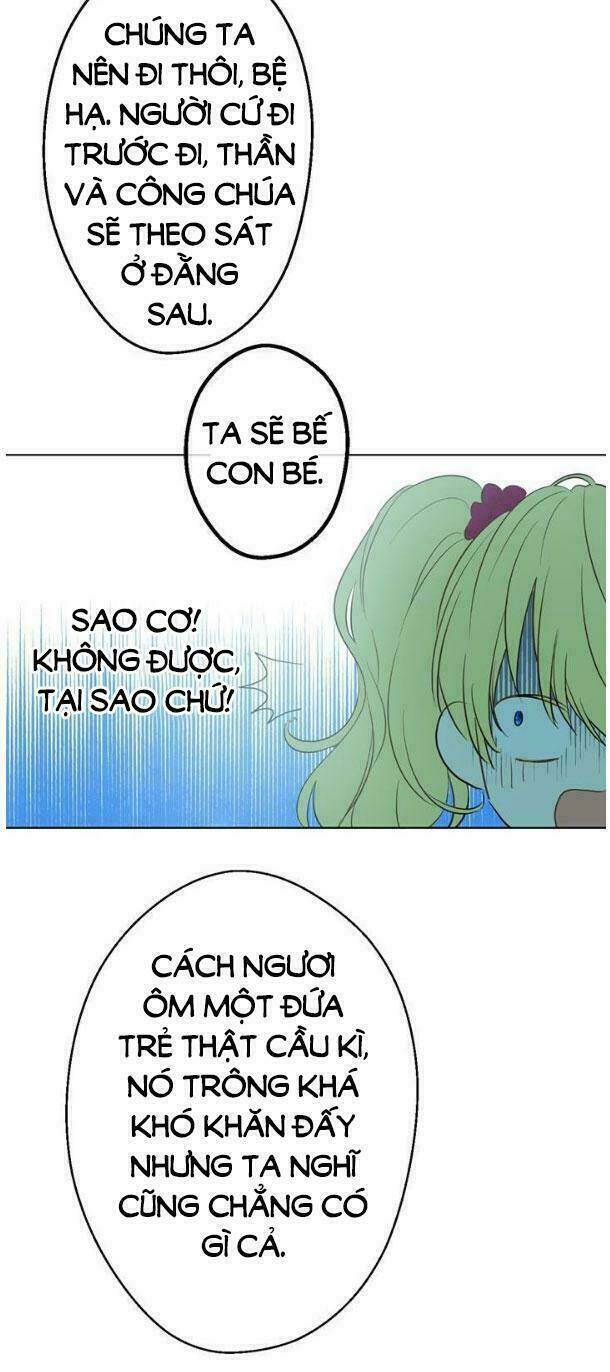 CHÚNG TA
NÊN ĐI THÔI, BỆ
HẠ. NGƯỜI CỨ ĐI
TRƯỚC ĐI, THẦN
VÀ CÔNG CHÚA
SẼ THEO SÁT
Ở ĐẰNG
SAU.
TA SẼ BẾ
CON BÉ.
SAO CƠ!
KHÔNG ĐƯỢC,
TẠI SAO CHỨ!
CÁCH NGƯƠI
ÔM MỘT ĐỨA
TRẺ THẬT CẦU KÌ,
NÓ TRÔNG KHÁ
KHÓ KHĂN ĐẤY
NHƯNG TA NGHĨ
CŨNG CHẲNG CÓ
GÌ CẢ.